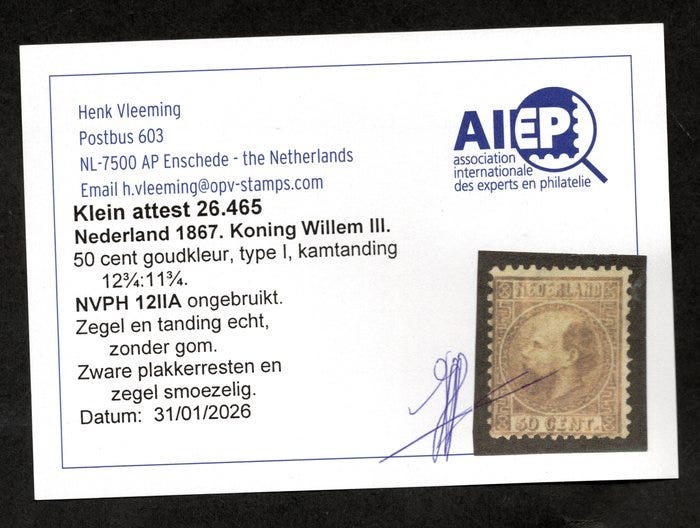 Henk Vleeming
Postbus 603
NL-7500 AP Enschede - the Netherlands
Email h.vleeming@opv-stamps.com
AIEP
association
internationale
des experts en philatelie
Klein attest 26.465
Nederland 1867. Koning Willem III.
50 cent goudkleur, type I, kamtanding
12¾:11¾.
NVPH 12IIA ongebruikt.
Zegel en tanding echt,
zonder gom.
Zware plakkerresten en
zegel smoezelig.
Datum: 31/01/2026
NEDERLAND
50 CENT.